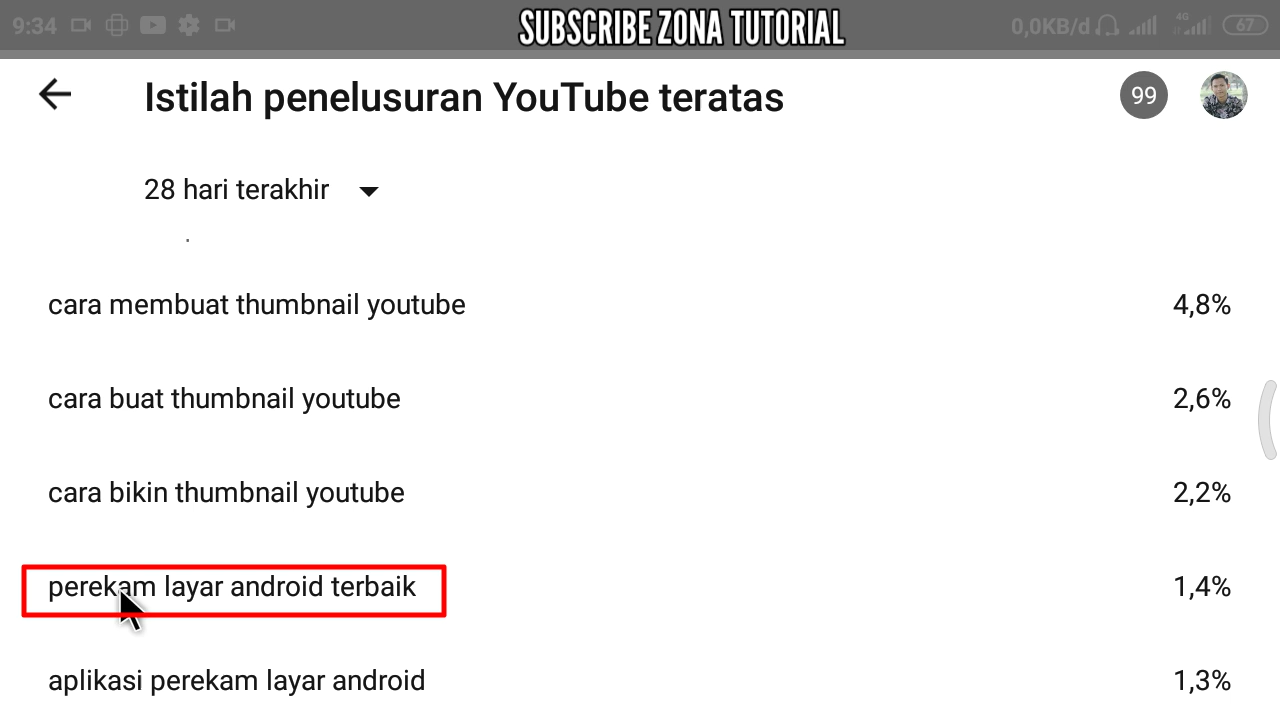 9:34
SUBSCRIBE ZONA TUTORIAL
0,0KB/d
4G
67
Istilah penelusuran YouTube teratas
99
28 hari terakhir
cara membuat thumbnail youtube 4,8%
cara buat thumbnail youtube 2,6%
cara bikin thumbnail youtube 2,2%
perekam layar android terbaik 1,4%
aplikasi perekam layar android 1,3%